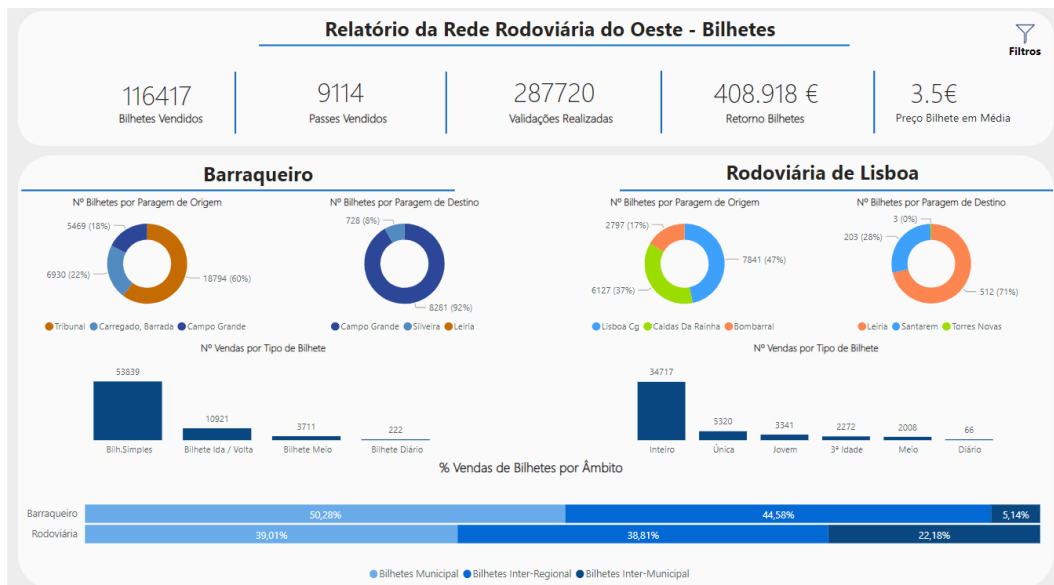 Relatório da Rede Rodoviária do Oeste - Bilhetes
Filtros
116417
Bilhetes Vendidos
9114
Passes Vendidos
287720
Validações Realizadas
408.918 €
Retorno Bilhetes
3.5€
Preço Bilhete em Média
Barraqueiro
Nº Bilhetes por Paragem de Origem
5469 (18%)
6930 (22%)
18794 (60%)
Tribunal Carregado, Barrada Campo Grande
Nº Bilhetes por Paragem de Destino
728 (8%)
8281 (92%)
Campo Grande Silveira Leiria
Nº Vendas por Tipo de Bilhete
53839
10921
3711
222
Bilh.Simples Bilhete Ida / Volta Bilhete Meio Bilhete Diário
Rodoviária de Lisboa
Nº Bilhetes por Paragem de Origem
2797 (17%)
7841 (47%)
6127 (37%)
Lisboa Cg Caldas Da Rainha Bombarral
Nº Bilhetes por Paragem de Destino
3 (0%)
203 (28%)
512 (71%)
Leiria Santarem Torres Novas
Nº Vendas por Tipo de Bilhete
34717
5320
3341
2272
2008
66
Inteiro Única Jovem 3ª Idade Meio Diário
% Vendas de Bilhetes por Âmbito
Barraqueiro 50,28% 44,58% 5,14%
Rodoviária 39,01% 38,81% 22,18%
Bilhetes Municipal Bilhetes Inter-Regional Bilhetes Inter-Municipal